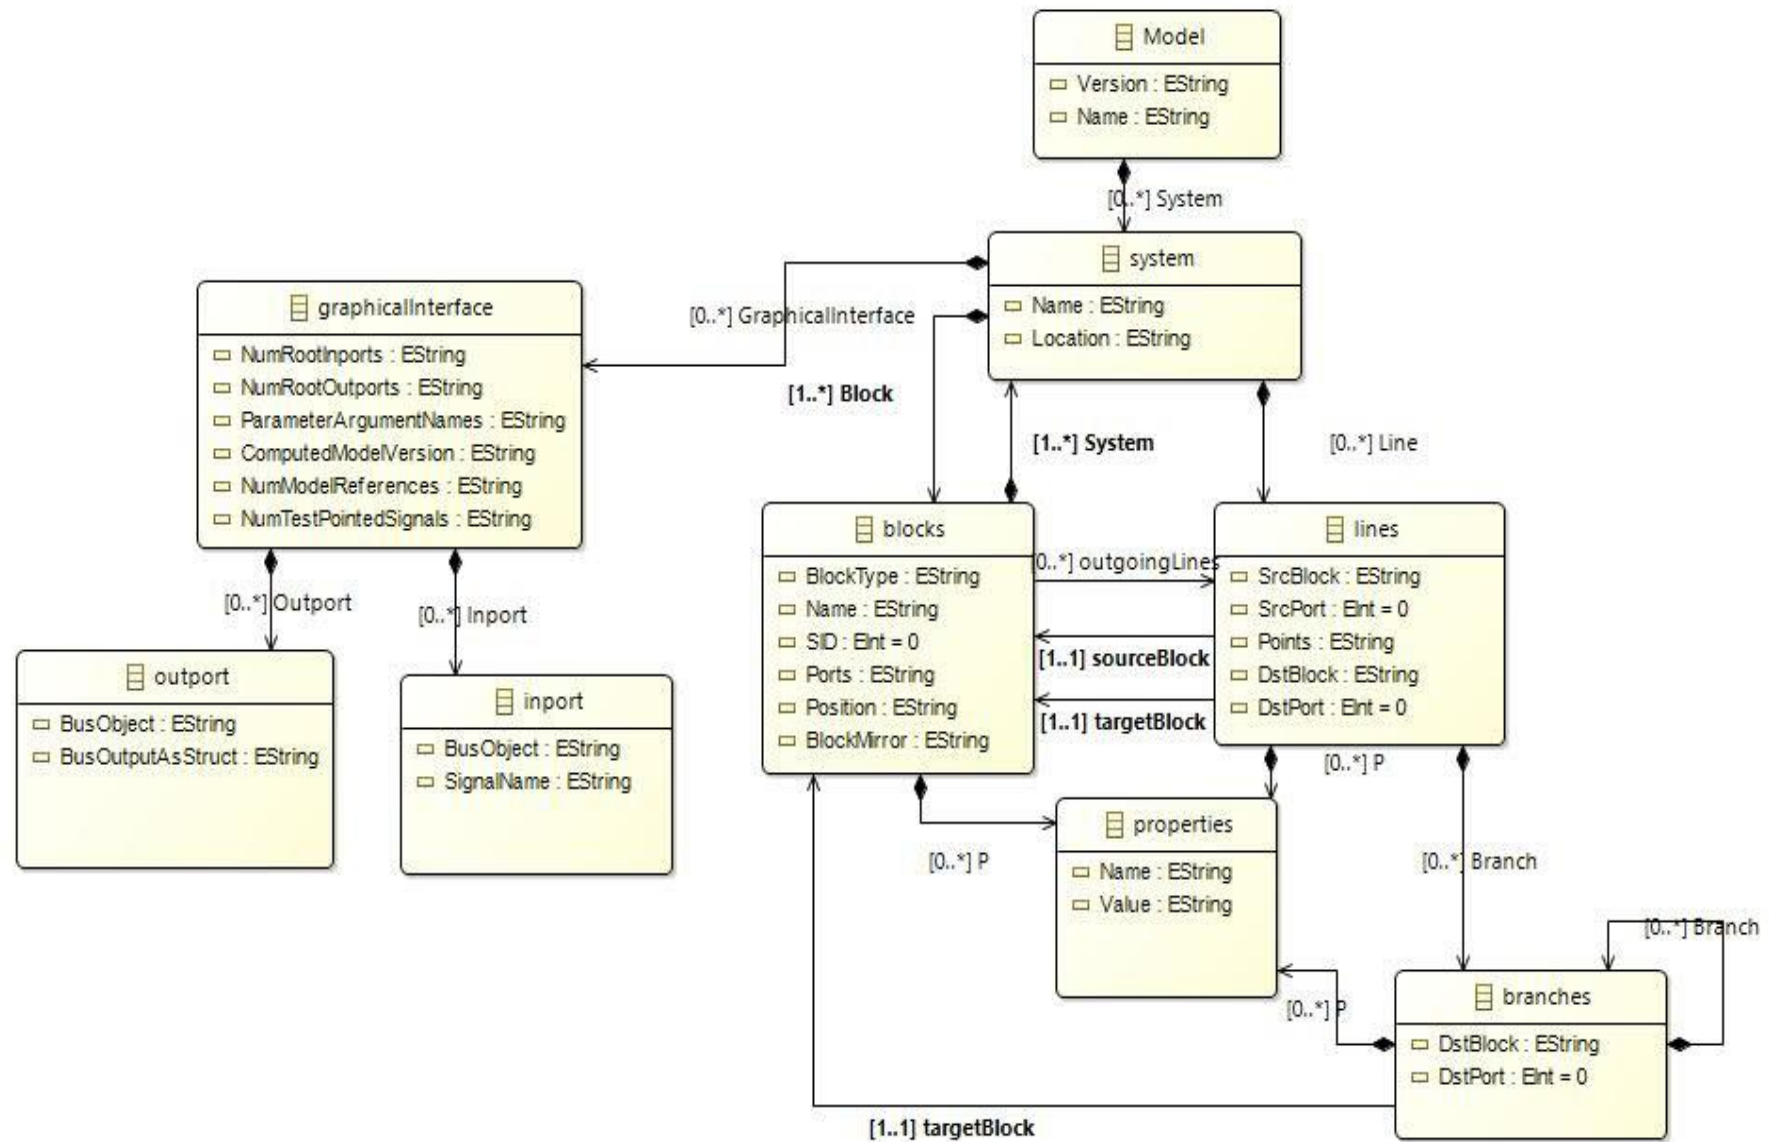 Model
Version : EString
Name : EString
[0..*] System
system
Name : EString
Location : EString
[0..*] GraphicalInterface
[1..*] Block
[1..*] System
[0..*] Line
graphicalInterface
NumRootInports : EString
NumRootOutports : EString
ParameterArgumentNames : EString
ComputedModelVersion : EString
NumModelReferences : EString
NumTestPointedSignals : EString
[0..*] Outport
[0..*] Inport
outport
BusObject : EString
BusOutputAsStruct : EString
inport
BusObject : EString
SignalName : EString
blocks
BlockType : EString
Name : EString
SID : EInt = 0
Ports : EString
Position : EString
BlockMirror : EString
[0..*] outgoingLines
[1..1] sourceBlock
[1..1] targetBlock
lines
SrcBlock : EString
SrcPort : EInt = 0
Points : EString
DstBlock : EString
DstPort : EInt = 0
[0..*] P
[0..*] P
properties
Name : EString
Value : EString
[0..*] Branch
[0..*] Branch
[0..*] P
branches
DstBlock : EString
DstPort : EInt = 0
[1..1] targetBlock